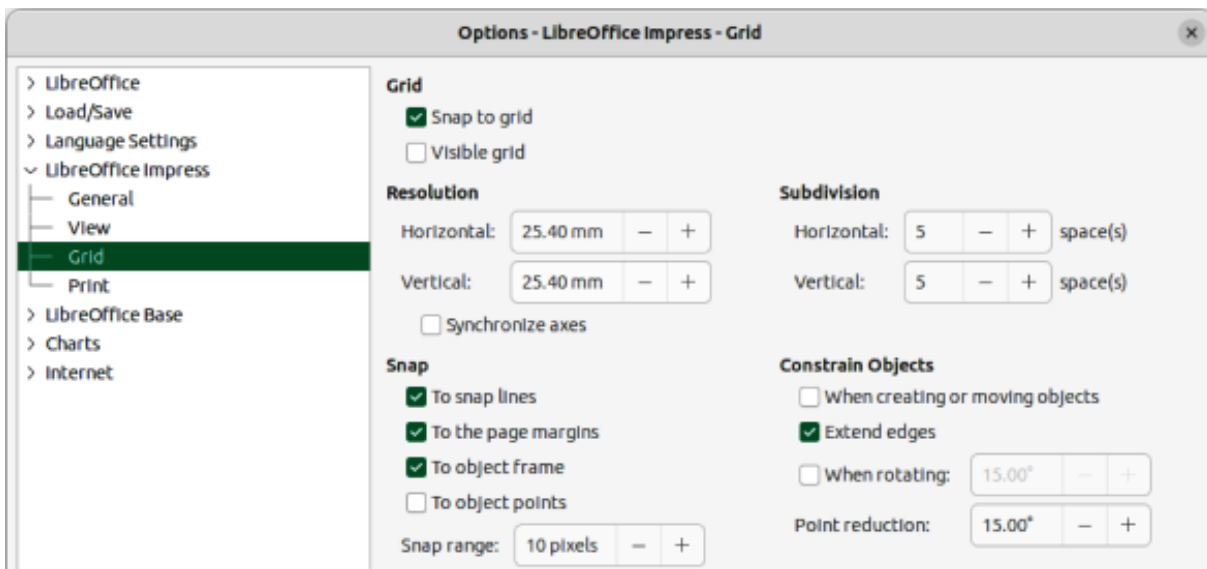 Options - LibreOffice Impress - Grid
LibreOffice
Load/Save
Language Settings
LibreOffice Impress
General
View
Grid
Print
LibreOffice Base
Charts
Internet
Grid
Snap to grid
Visible grid
Resolution
Horizontal: 25.40 mm − +
Vertical: 25.40 mm − +
Synchronize axes
Subdivision
Horizontal: 5 − + space(s)
Vertical: 5 − + space(s)
Snap
To snap lines
To the page margins
To object frame
To object points
Snap range: 10 pixels − +
Constrain Objects
When creating or moving objects
Extend edges
When rotating: 15.00° − +
Point reduction: 15.00° − +